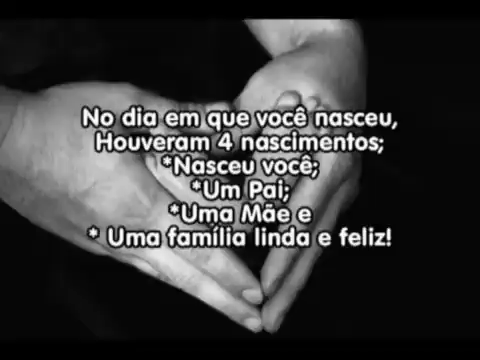 No dia em que você nasceu,
Houveram 4 nascimentos;
*Nasceu você;
*Um Pai;
*Uma Mãe e
* Uma família linda e feliz!